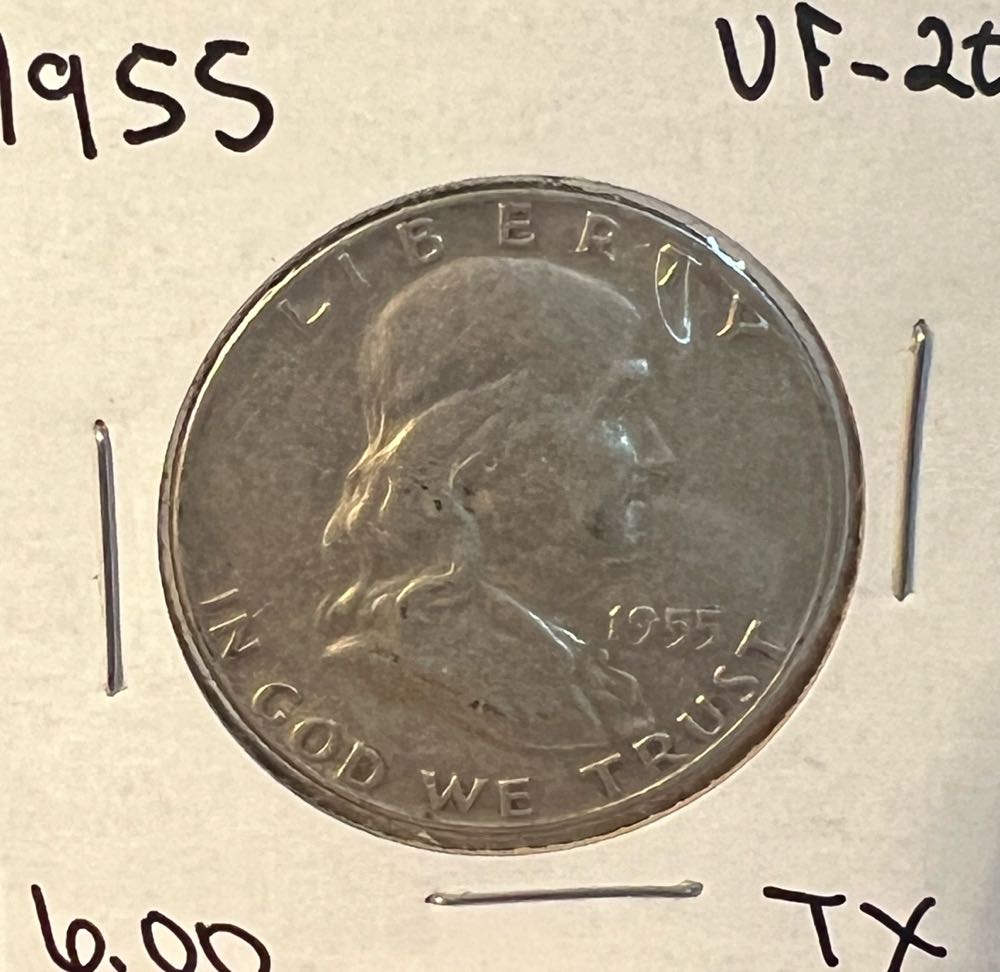 1955
VF-20
LIBERTY
1955
IN GOD WE TRUST
6.00
TX